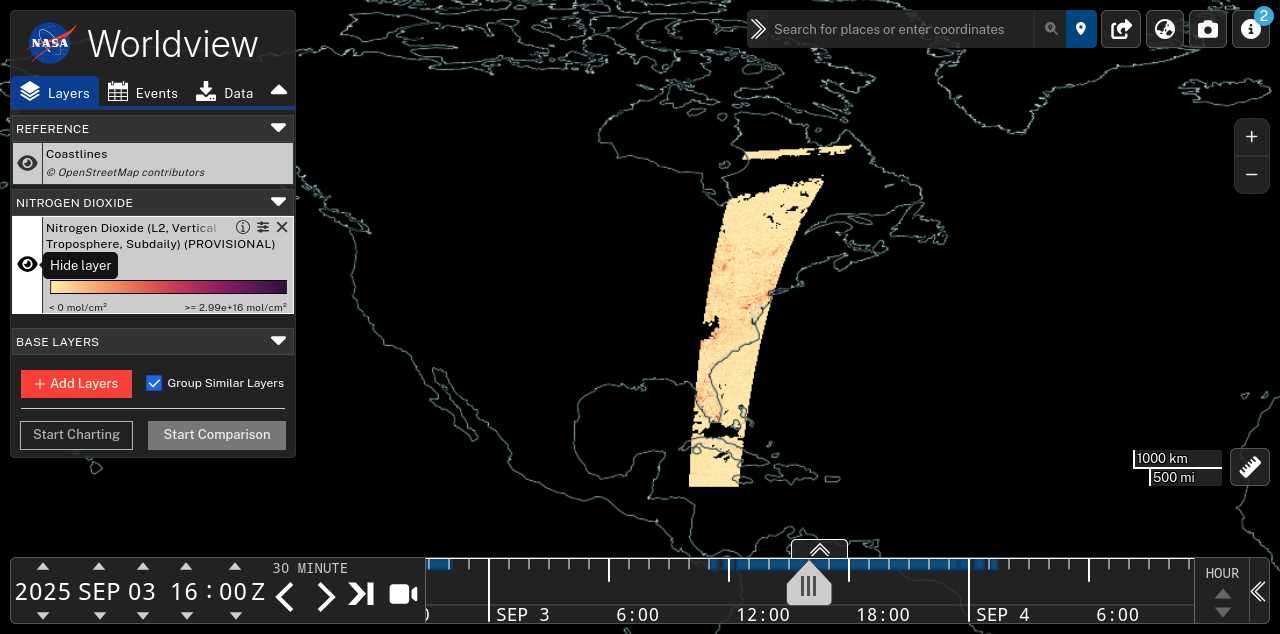 NASA
Worldview
Layers
Events
Data
REFERENCE
Coastlines
© OpenStreetMap contributors
NITROGEN DIOXIDE
Nitrogen Dioxide (L2, Vertical
Troposphere, Subdaily) (PROVISIONAL)
Hide layer
< 0 mol/cm²
>= 2.99e+16 mol/cm²
BASE LAYERS
+ Add Layers
Group Similar Layers
Start Charting
Start Comparison
Search for places or enter coordinates
2
+
−
1000 km
500 mi
2025 SEP 03 16 : 00 Z
30 MINUTE
SEP 3
6:00
12:00
18:00
SEP 4
6:00
HOUR